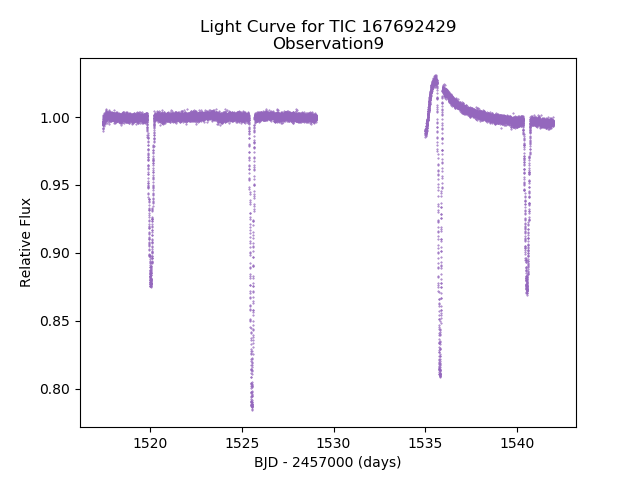 Light Curve for TIC 167692429
Observation9
1.00
0.95
0.90
0.85
0.80
Relative Flux
1520
1525
1530
1535
1540
BJD - 2457000 (days)